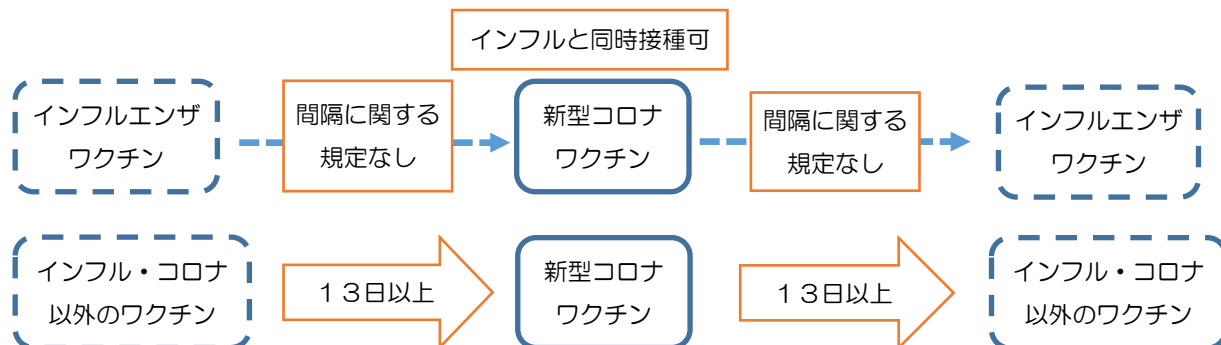 インフルと同時接種可
インフルエンザ
ワクチン
間隔に関する
規定なし
新型コロナ
ワクチン
間隔に関する
規定なし
インフルエンザ
ワクチン
インフル・コロナ
以外のワクチン
１３日以上
新型コロナ
ワクチン
１３日以上
インフル・コロナ
以外のワクチン